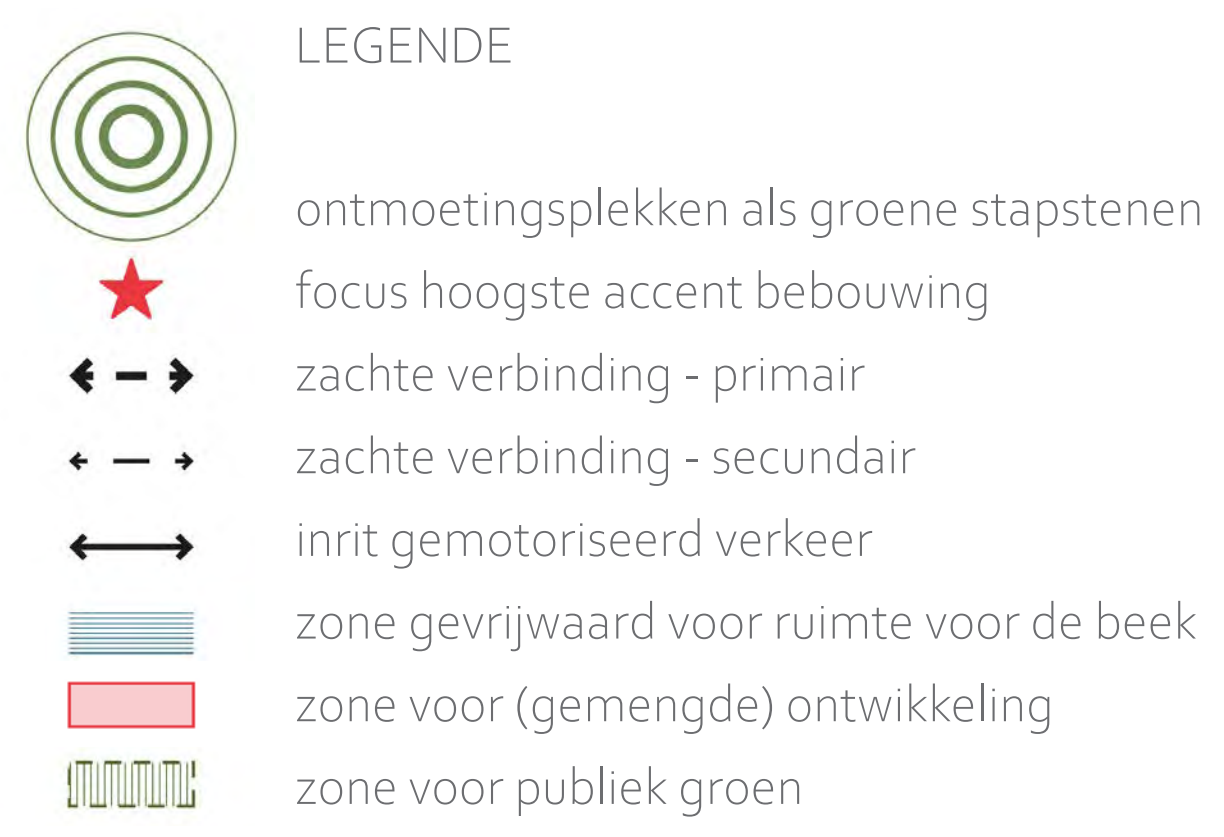 LEGENDE
ontmoetingsplekken als groene stapstenen
focus hoogste accent bebouwing
zachte verbinding - primair
zachte verbinding - secundair
inrit gemotoriseerd verkeer
zone gevrijwaard voor ruimte voor de beek
zone voor (gemengde) ontwikkeling
zone voor publiek groen